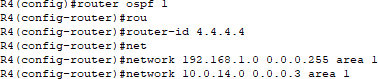 R4(config)#router ospf 1
R4(config-router)#rou
R4(config-router)#router-id 4.4.4.4
R4(config-router)#net
R4(config-router)#network 192.168.1.0 0.0.0.255 area 1
R4(config-router)#network 10.0.14.0 0.0.0.3 area 1